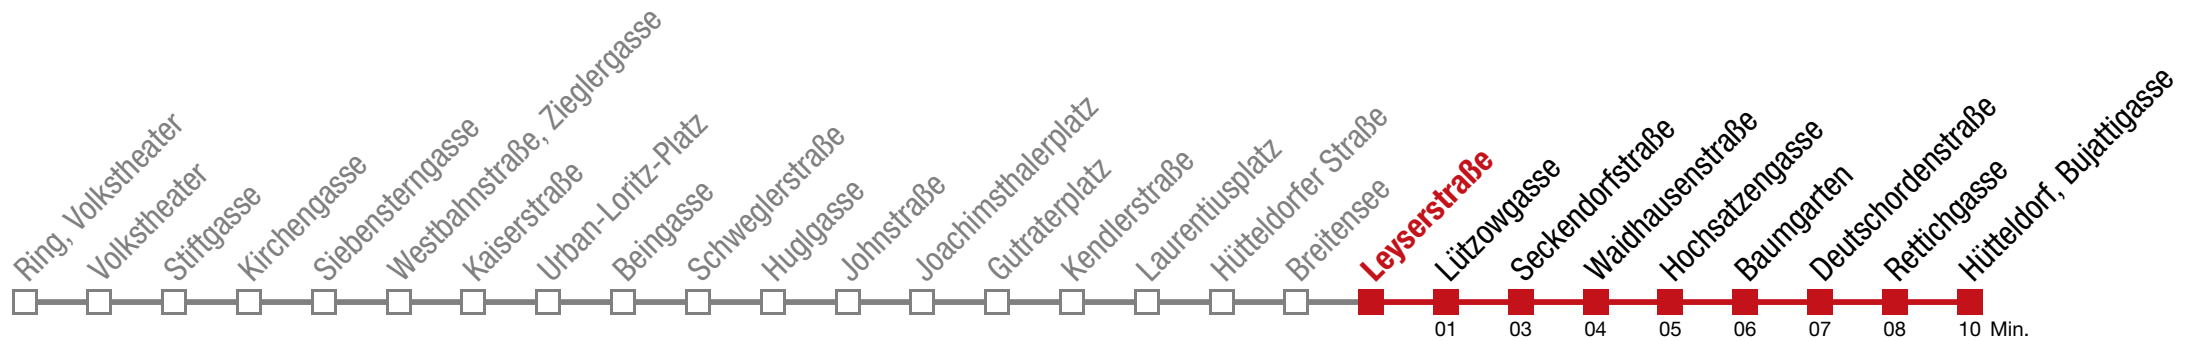 Ring, Volkstheater
Volkstheater
Stiftgasse
Kirchengasse
Siebensterngasse
Westbahnstraße, Zieglergasse
Kaiserstraße
Urban-Loritz-Platz
Beingasse
Schweglerstraße
Huglgasse
Johnstraße
Joachimsthalerplatz
Gutraterplatz
Kendlerstraße
Laurentiusplatz
Hütteldorfer Straße
Breitensee
Leyserstraße
Lützowgasse
Seckendorfstraße
Waidhausenstraße
Hochsatzengasse
Baumgarten
Deutschordenstraße
Rettichgasse
Hütteldorf, Bujattigasse
01 03 04 05 06 07 08 10 Min.